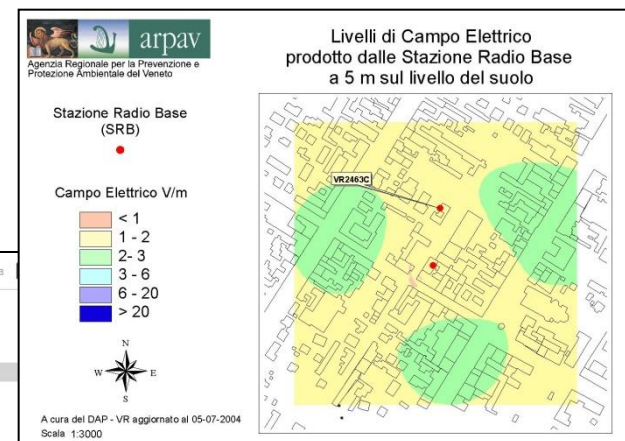 arpav
Agenzia Regionale per la Prevenzione e
Protezione Ambientale del Veneto
Livelli di Campo Elettrico
prodotto dalle Stazione Radio Base
a 5 m sul livello del suolo
Stazione Radio Base
(SRB)
VR2463C
Campo Elettrico V/m
< 1
1 - 2
2- 3
3 - 6
6 - 20
> 20
N
W E
S
A cura del DAP - VR aggiornato al 05-07-2004
Scala 1:3000